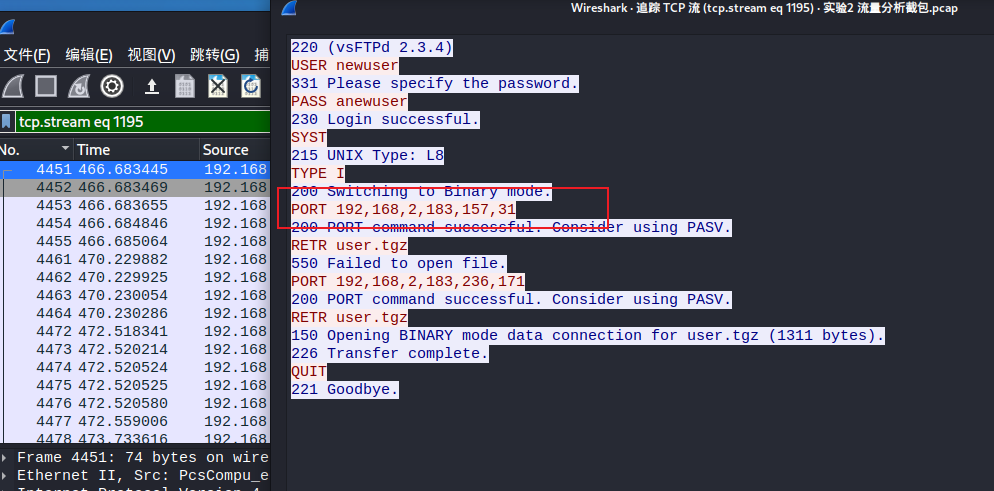 Wireshark · 追踪 TCP 流 (tcp.stream eq 1195) · 实验2 流量分析截包.pcap
文件(F) 编辑(E) 视图(V) 跳转(G) 捕
tcp.stream eq 1195
No. Time Source
4451 466.683445 192.168
4452 466.683469 192.168
4453 466.683655 192.168
4454 466.684846 192.168
4455 466.685064 192.168
4461 470.229882 192.168
4462 470.229925 192.168
4463 470.230054 192.168
4464 470.230286 192.168
4472 472.518341 192.168
4473 472.520214 192.168
4474 472.520524 192.168
4475 472.520525 192.168
4476 472.520580 192.168
4477 472.559006 192.168
4478 473.733616 192.168
Frame 4451: 74 bytes on wire
Ethernet II, Src: PcsCompu_e
Internet Protocol Version 4
220 (vsFTPd 2.3.4)
USER newuser
331 Please specify the password.
PASS anewuser
230 Login successful.
SYST
215 UNIX Type: L8
TYPE I
200 Switching to Binary mode.
PORT 192,168,2,183,157,31
200 PORT command successful. Consider using PASV.
RETR user.tgz
550 Failed to open file.
PORT 192,168,2,183,236,171
200 PORT command successful. Consider using PASV.
RETR user.tgz
150 Opening BINARY mode data connection for user.tgz (1311 bytes).
226 Transfer complete.
QUIT
221 Goodbye.